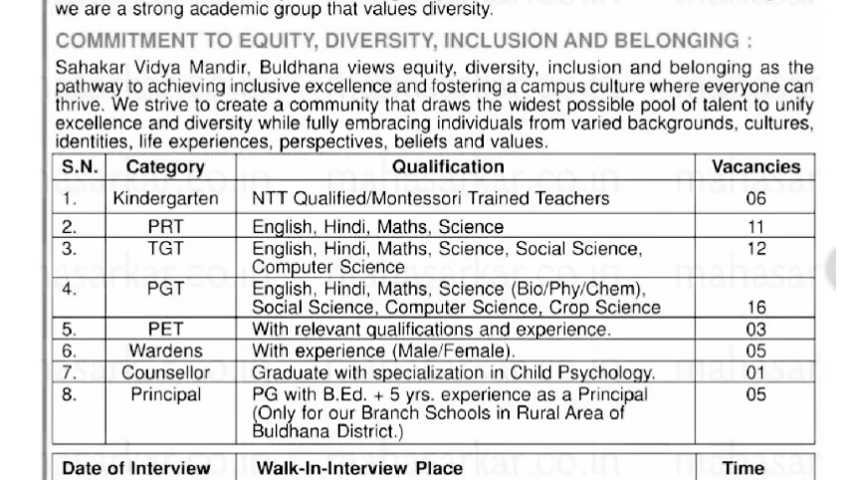 we are a strong academic group that values diversity.
COMMITMENT TO EQUITY, DIVERSITY, INCLUSION AND BELONGING :
Sahakar Vidya Mandir, Buldhana views equity, diversity, inclusion and belonging as the
pathway to achieving inclusive excellence and fostering a campus culture where everyone can
thrive. We strive to create a community that draws the widest possible pool of talent to unify
excellence and diversity while fully embracing individuals from varied backgrounds, cultures,
identities, life experiences, perspectives, beliefs and values.
S.N. Category Qualification Vacancies
1. Kindergarten NTT Qualified/Montessori Trained Teachers 06
2. PRT English, Hindi, Maths, Science 11
3. TGT English, Hindi, Maths, Science, Social Science, 12
Computer Science
4. PGT English, Hindi, Maths, Science (Bio/Phy/Chem),
Social Science, Computer Science, Crop Science 16
5. PET With relevant qualifications and experience. 03
6. Wardens With experience (Male/Female). 05
7. Counsellor Graduate with specialization in Child Psychology. 01
8. Principal PG with B.Ed. + 5 yrs. experience as a Principal 05
(Only for our Branch Schools in Rural Area of
Buldhana District.)
Date of Interview Walk-In-Interview Place Time